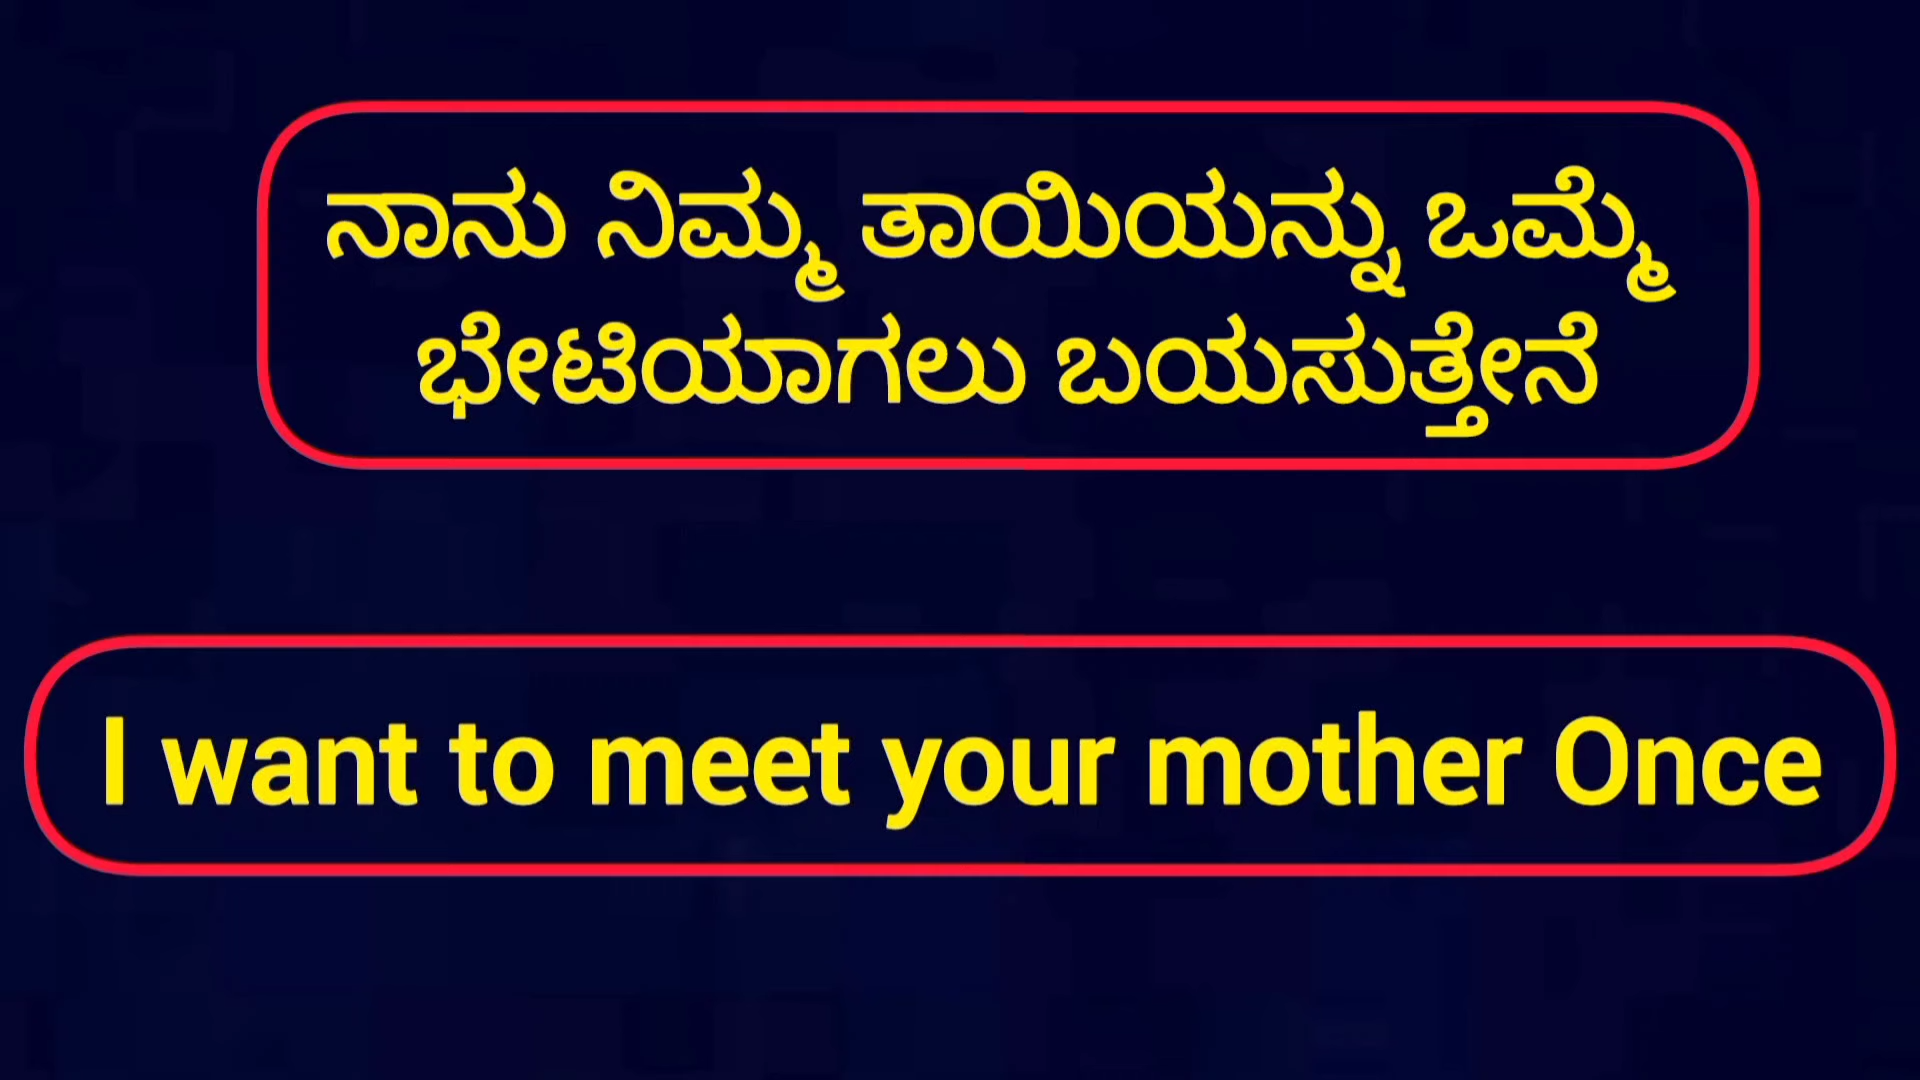 ನಾನು ನಿಮ್ಮ ತಾಯಿಯನ್ನು ಒಮ್ಮೆ
ಭೇಟಿಯಾಗಲು ಬಯಸುತ್ತೇನೆ
I want to meet your mother Once